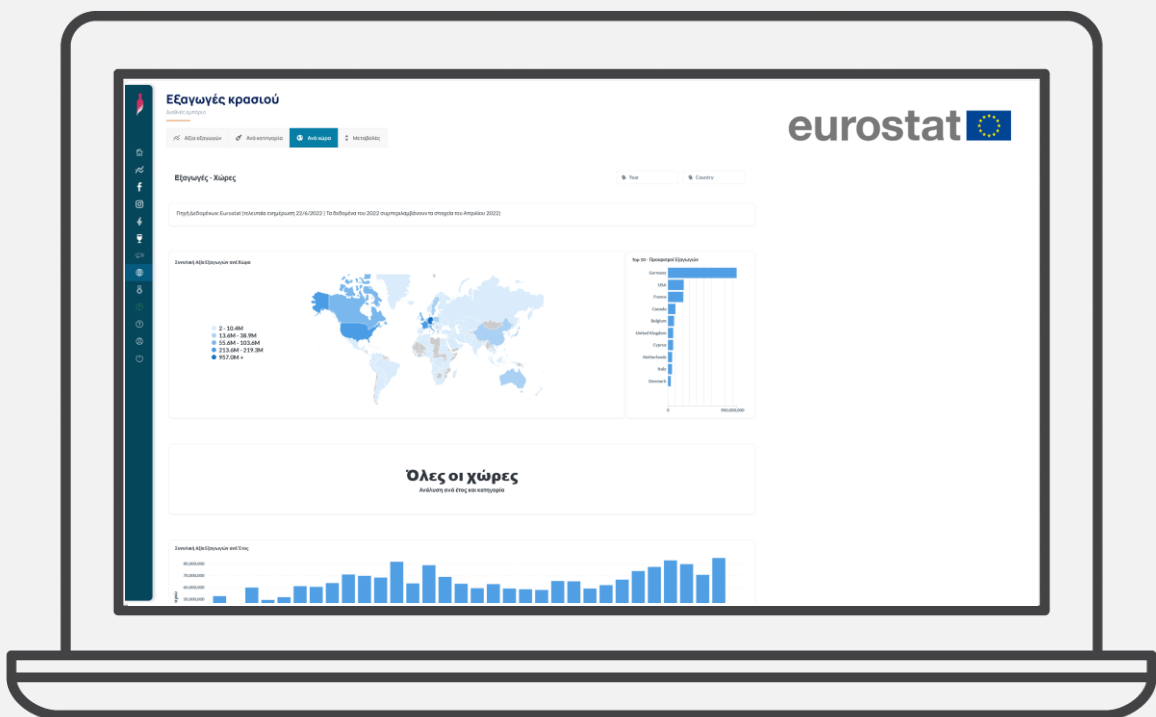 Εξαγωγές κρασιού
Διεθνές εμπόριο
eurostat
Αξία εξαγωγών
Ανά κατηγορία
Ανά χώρα
Μεταβολές
Εξαγωγές - Χώρες
Year
Country
Πηγή Δεδομένων: Eurostat (τελευταία ενημέρωση 22/6/2022 | Τα δεδομένα του 2022 συμπεριλαμβάνουν τα στοιχεία του Απριλίου 2022)
Συνολική Αξία Εξαγωγών ανά Χώρα
2 - 10.4M
13.6M - 38.9M
55.6M - 103.6M
213.6M - 219.3M
957.0M +
Top 10 - Προορισμοί Εξαγωγών
Germany
USA
France
Canada
Belgium
United Kingdom
Cyprus
Netherlands
Italy
Denmark
0
900,000,000
Όλες οι χώρες
Ανάλυση ανά έτος και κατηγορία
Συνολική Αξία Εξαγωγών ανά Έτος
80,000,000
70,000,000
60,000,000
50,000,000